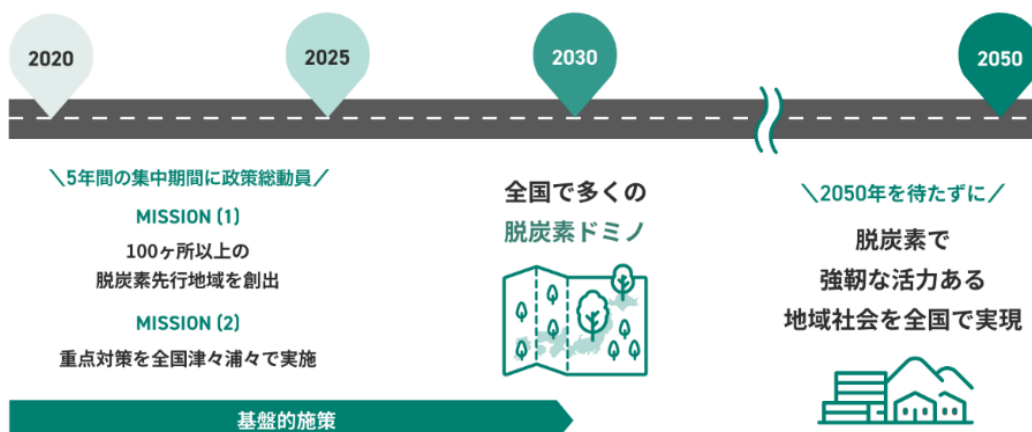 2020
2025
2030
2050
\5年間の集中期間に政策総動員/
MISSION (1)
100ヶ所以上の
脱炭素先行地域を創出
MISSION (2)
重点対策を全国津々浦々で実施
基盤的施策
全国で多くの
脱炭素ドミノ
\2050年を待たずに/
脱炭素で
強靭な活力ある
地域社会を全国で実現